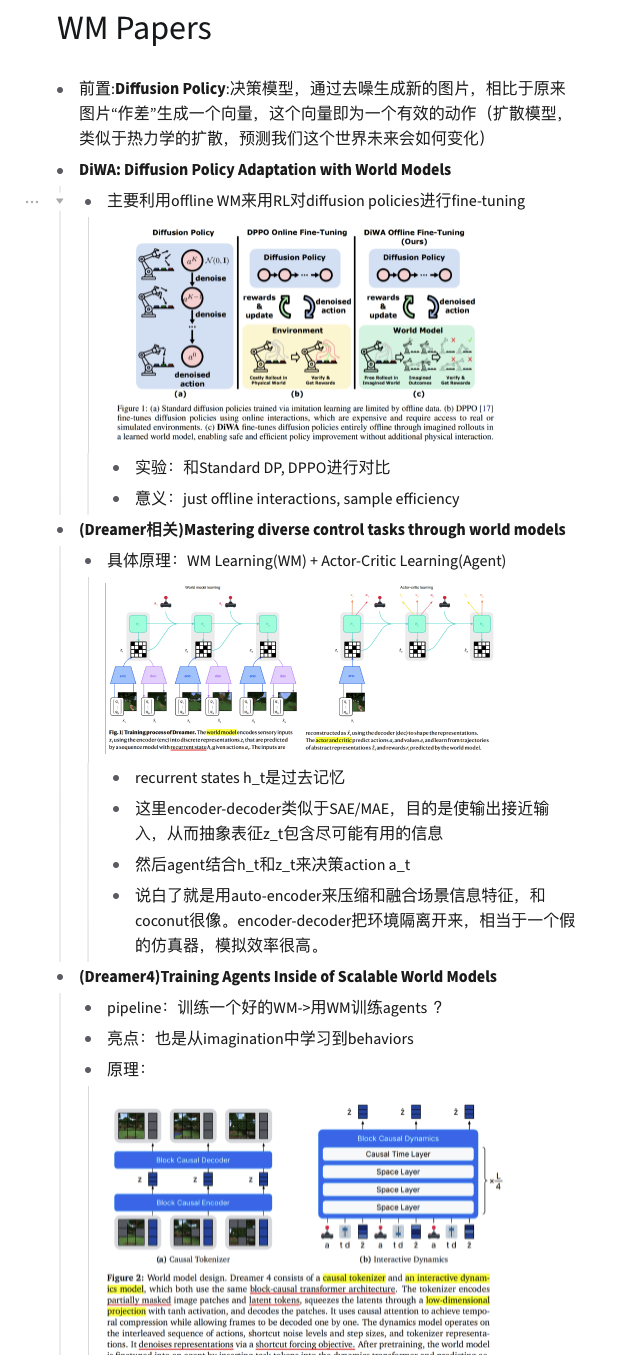 WM Papers
前置:Diffusion Policy:决策模型，通过去噪生成新的图片，相比于原来
图片“作差”生成一个向量，这个向量即为一个有效的动作（扩散模型，
类似于热力学的扩散，预测我们这个世界未来会如何变化）
DiWA: Diffusion Policy Adaptation with World Models
主要利用offline WM来用RL对diffusion policies进行fine-tuning
Diffusion Policy
DPPO Online Fine-Tuning
DiWA Offline Fine-Tuning
(Ours)
Diffusion Policy
Diffusion Policy
N(0, I)
denoise
denoise
...
denoised
action
rewards
&
update
denoised
action
rewards
&
update
denoised
action
Environment
World Model
Costly Rollout in
Physical World
Verify &
Get Rewards
Free Rollout in
Imagined World
Imagined
Outcomes
Verify &
Get Rewards
(a)
(b)
(c)
Figure 1: (a) Standard diffusion policies trained via imitation learning are limited by offline data. (b) DPPO [17]
fine-tunes diffusion policies using online interactions, which are expensive and require access to real or
simulated environments. (c) DiWA fine-tunes diffusion policies entirely offline through imagined rollouts in
a learned world model, enabling safe and efficient policy improvement without additional physical interaction.
实验：和Standard DP, DPPO进行对比
意义：just offline interactions, sample efficiency
(Dreamer相关)Mastering diverse control tasks through world models
具体原理：WM Learning(WM) + Actor-Critic Learning(Agent)
World model learning
Actor-critic learning
Fig. 1| Training process of Dreamer. The world model encodes sensory inputs
x, using the encoder (enc) into discrete representations z, that are predicted
by a sequence model with recurrent state h, given actions a. The inputs are
reconstructed as x̂, using the decoder (dec) to shape the representations.
The actor and critic predict actions a, and values v, and learn from trajectories
of abstract representations ẑ, and rewards r, predicted by the world model.
recurrent states h_t是过去记忆
这里encoder-decoder类似于SAE/MAE，目的是使输出接近输
入，从而抽象表征z_t包含尽可能有用的信息
然后agent结合h_t和z_t来决策action a_t
说白了就是用auto-encoder来压缩和融合场景信息特征，和
coconut很像。encoder-decoder把环境隔离开来，相当于一个假
的仿真器，模拟效率很高。
(Dreamer4)Training Agents Inside of Scalable World Models
pipeline：训练一个好的WM->用WM训练agents ？
亮点：也是从imagination中学习到behaviors
原理：
Block Causal Decoder
z z z
Block Causal Encoder
(a) Causal Tokenizer
ẑ ẑ ẑ
Block Causal Dynamics
Causal Time Layer
Space Layer
Space Layer
Space Layer
× L/4
a τ d z̃ a τ d z̃ a τ d z̃
(b) Interactive Dynamics
Figure 2: World model design. Dreamer 4 consists of a causal tokenizer and an interactive dynam-
ics model, which both use the same block-causal transformer architecture. The tokenizer encodes
partially masked image patches and latent tokens, squeezes the latents through a low-dimensional
projection with tanh activation, and decodes the patches. It uses causal attention to achieve tempo-
ral compression while allowing frames to be decoded one by one. The dynamics model operates on
the interleaved sequence of actions, shortcut noise levels and step sizes, and tokenizer representa-
tions. It denoises representations via a shortcut forcing objective. After pretraining, the world model